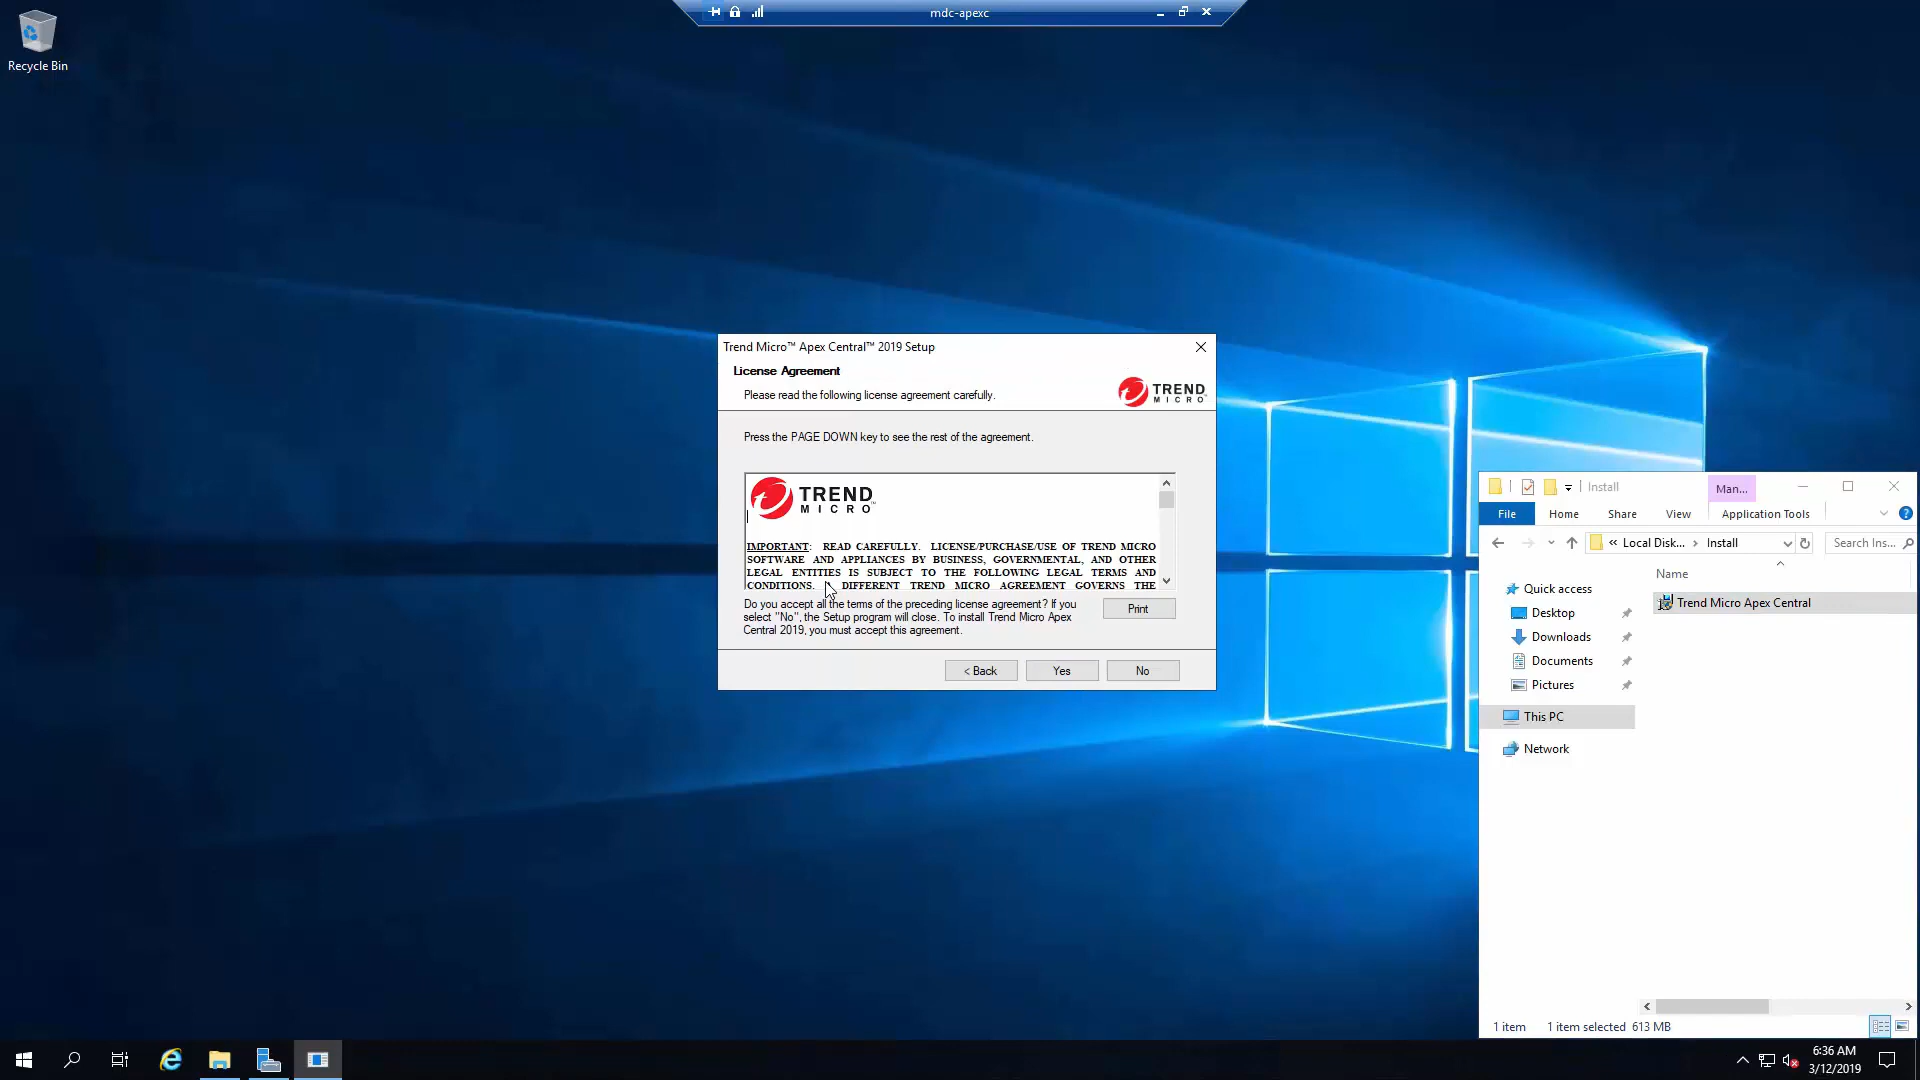 mdc-apexc
Recycle Bin
Trend Micro™ Apex Central™ 2019 Setup
License Agreement
Please read the following license agreement carefully.
TREND
MICRO
Press the PAGE DOWN key to see the rest of the agreement.
TREND
MICRO™
IMPORTANT: READ CAREFULLY. LICENSE/PURCHASE/USE OF TREND MICRO
SOFTWARE AND APPLIANCES BY BUSINESS, GOVERNMENTAL, AND OTHER
LEGAL ENTITIES IS SUBJECT TO THE FOLLOWING LEGAL TERMS AND
CONDITIONS. DIFFERENT TREND MICRO AGREEMENT GOVERNS THE
Do you accept all the terms of the preceding license agreement? If you
select "No", the Setup program will close. To install Trend Micro Apex
Central 2019, you must accept this agreement.
Print
< Back
Yes
No
Install
Man...
File
Home
Share
View
Application Tools
« Local Disk... › Install
Search Ins...
Name
Quick access
Desktop
Downloads
Documents
Pictures
This PC
Network
Trend Micro Apex Central
1 item
1 item selected 613 MB
6:36 AM
3/12/2019